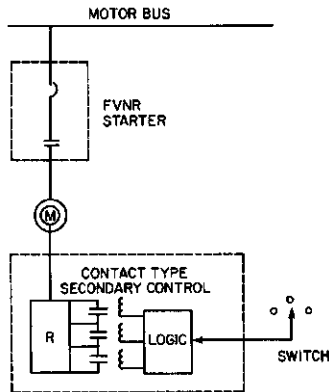 MOTOR BUS
FVNR
STARTER
M
CONTACT TYPE
SECONDARY CONTROL
R
LOGIC
SWITCH